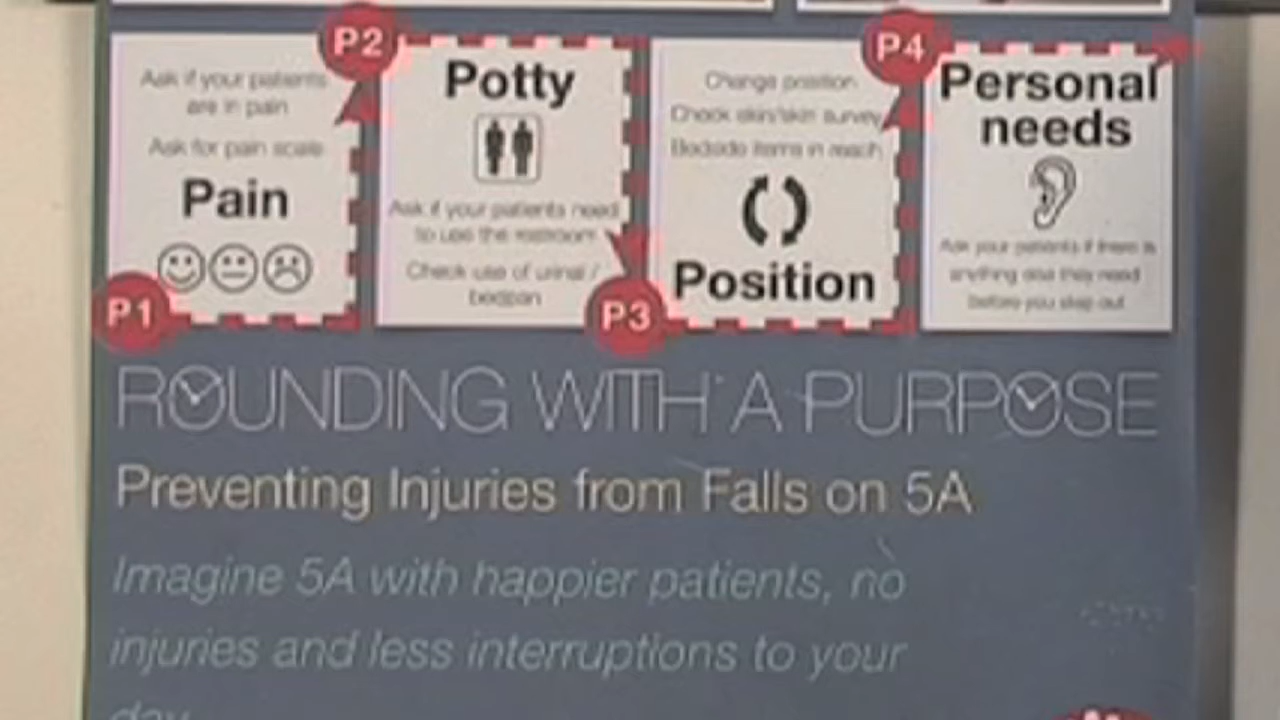 P1
Ask if your patients
are in pain
Ask for pain scale
Pain
P2
Potty
Ask if your patients need
to use the restroom
Check use of urinal /
bedpan
P3
Change position
Check skin/skin survey
Bedside items in reach
Position
P4
Personal
needs
Ask your patients if there is
anything else they need
before you step out
ROUNDING WITH A PURPOSE
Preventing Injuries from Falls on 5A
Imagine 5A with happier patients, no
injuries and less interruptions to your
day